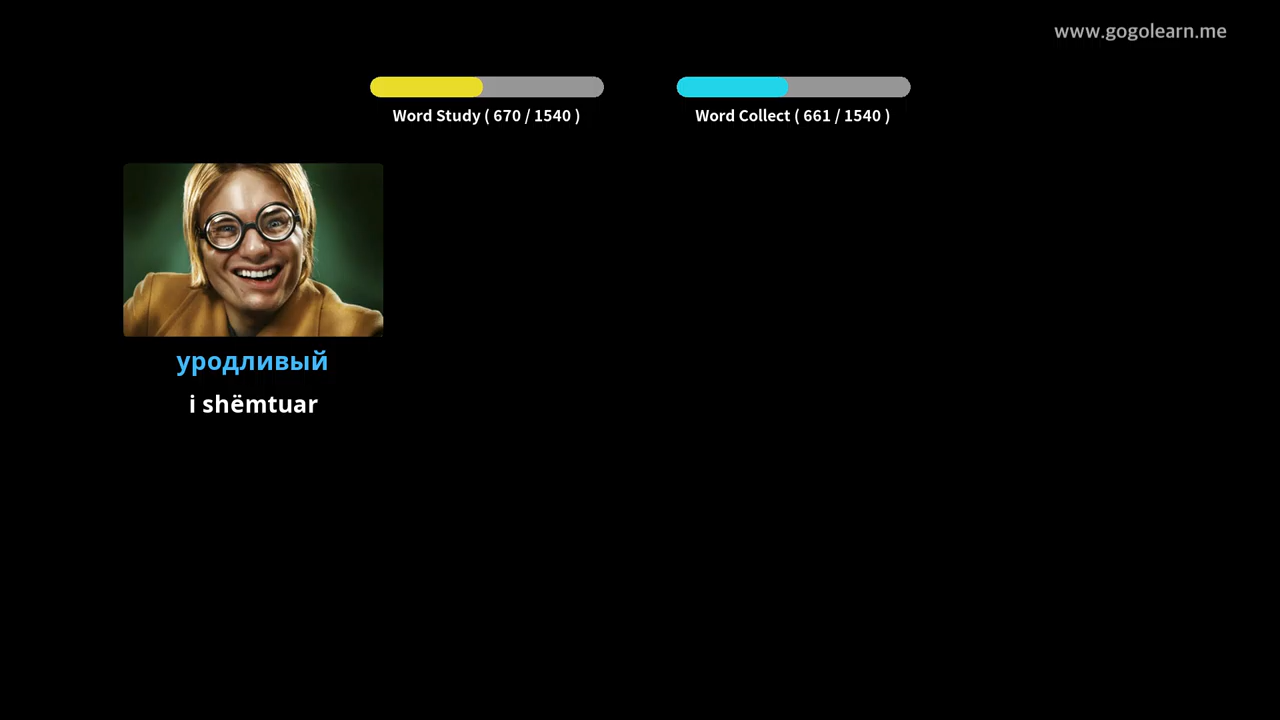 www.gogolearn.me
Word Study ( 670 / 1540 )
Word Collect ( 661 / 1540 )
уродливый
i shëmtuar